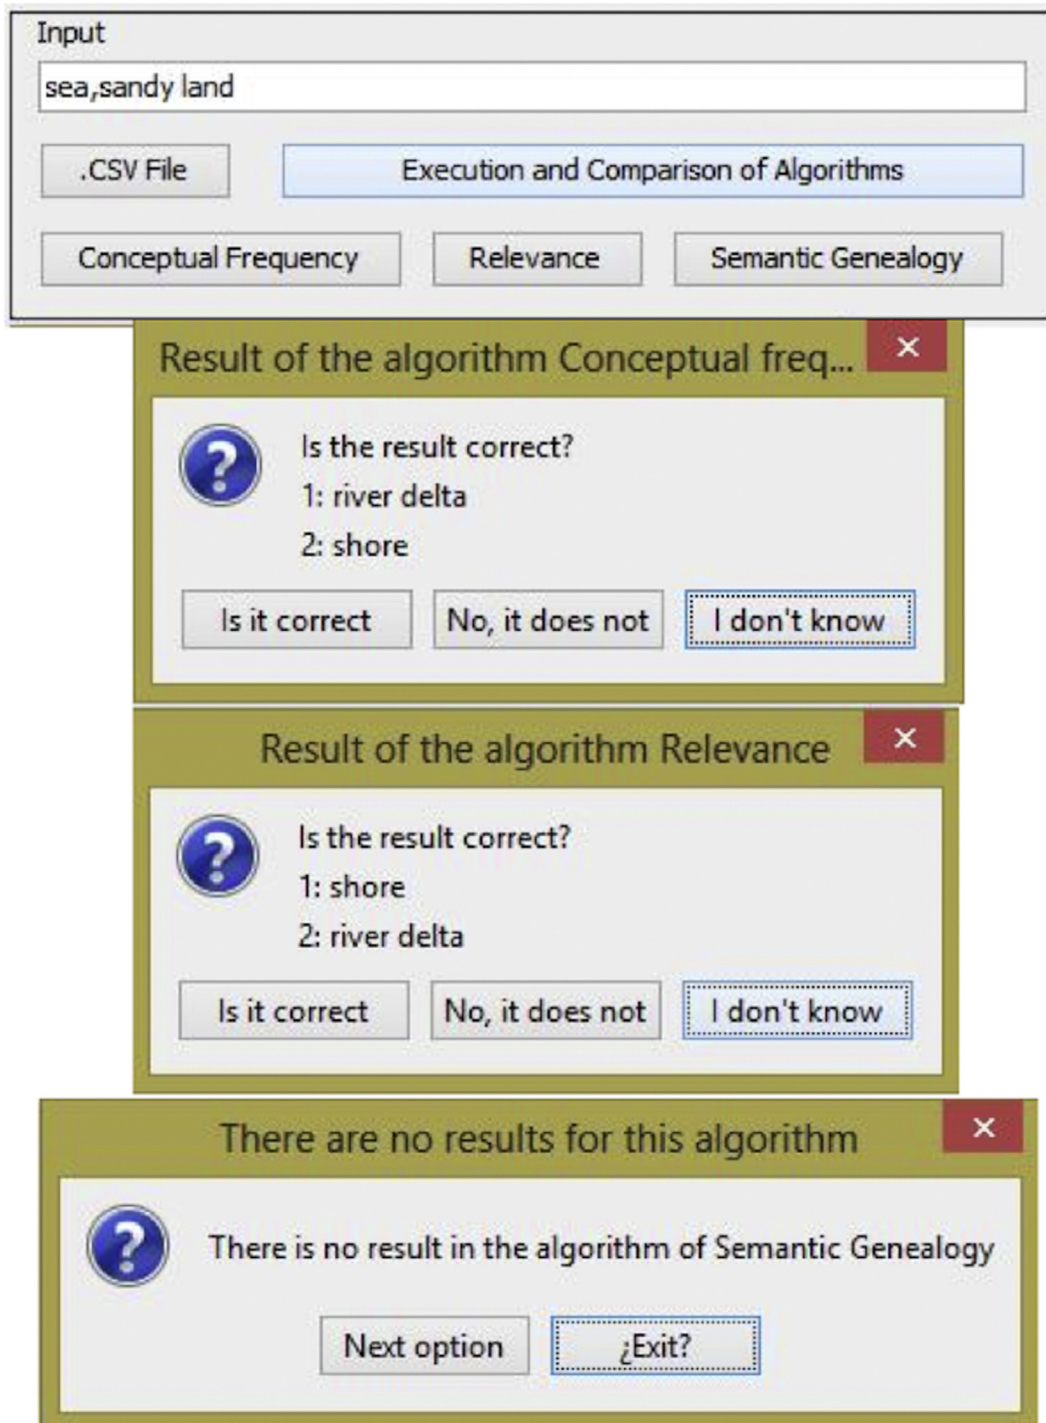 Input
sea,sandy land
.CSV File
Execution and Comparison of Algorithms
Conceptual Frequency
Relevance
Semantic Genealogy
Result of the algorithm Conceptual freq...
Is the result correct?
1: river delta
2: shore
Is it correct
No, it does not
I don't know
Result of the algorithm Relevance
Is the result correct?
1: shore
2: river delta
Is it correct
No, it does not
I don't know
There are no results for this algorithm
There is no result in the algorithm of Semantic Genealogy
Next option
¿Exit?